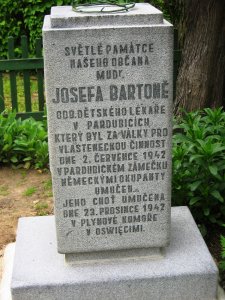 SVĚTLÉ PAMÁTCE
NAŠEHO OBČANA
MUDr.
JOSEFA BARTONĚ
ODB. DĚTSKÉHO LÉKAŘE
V PARDUBICÍCH,
KTERÝ BYL ZA VÁLKY PRO
VLASTENECKOU ČINNOST
DNE 2. ČERVENCE 1942
V PARDUBICKÉM ZÁMEČKU
NĚMECKÝMI OKUPANTY
UMUČEN.
JEHO CHOŤ UMUČENA
DNE 23. PROSINCE 1942
V PLYNOVÉ KOMOŘE
V OSWĚCIMI.